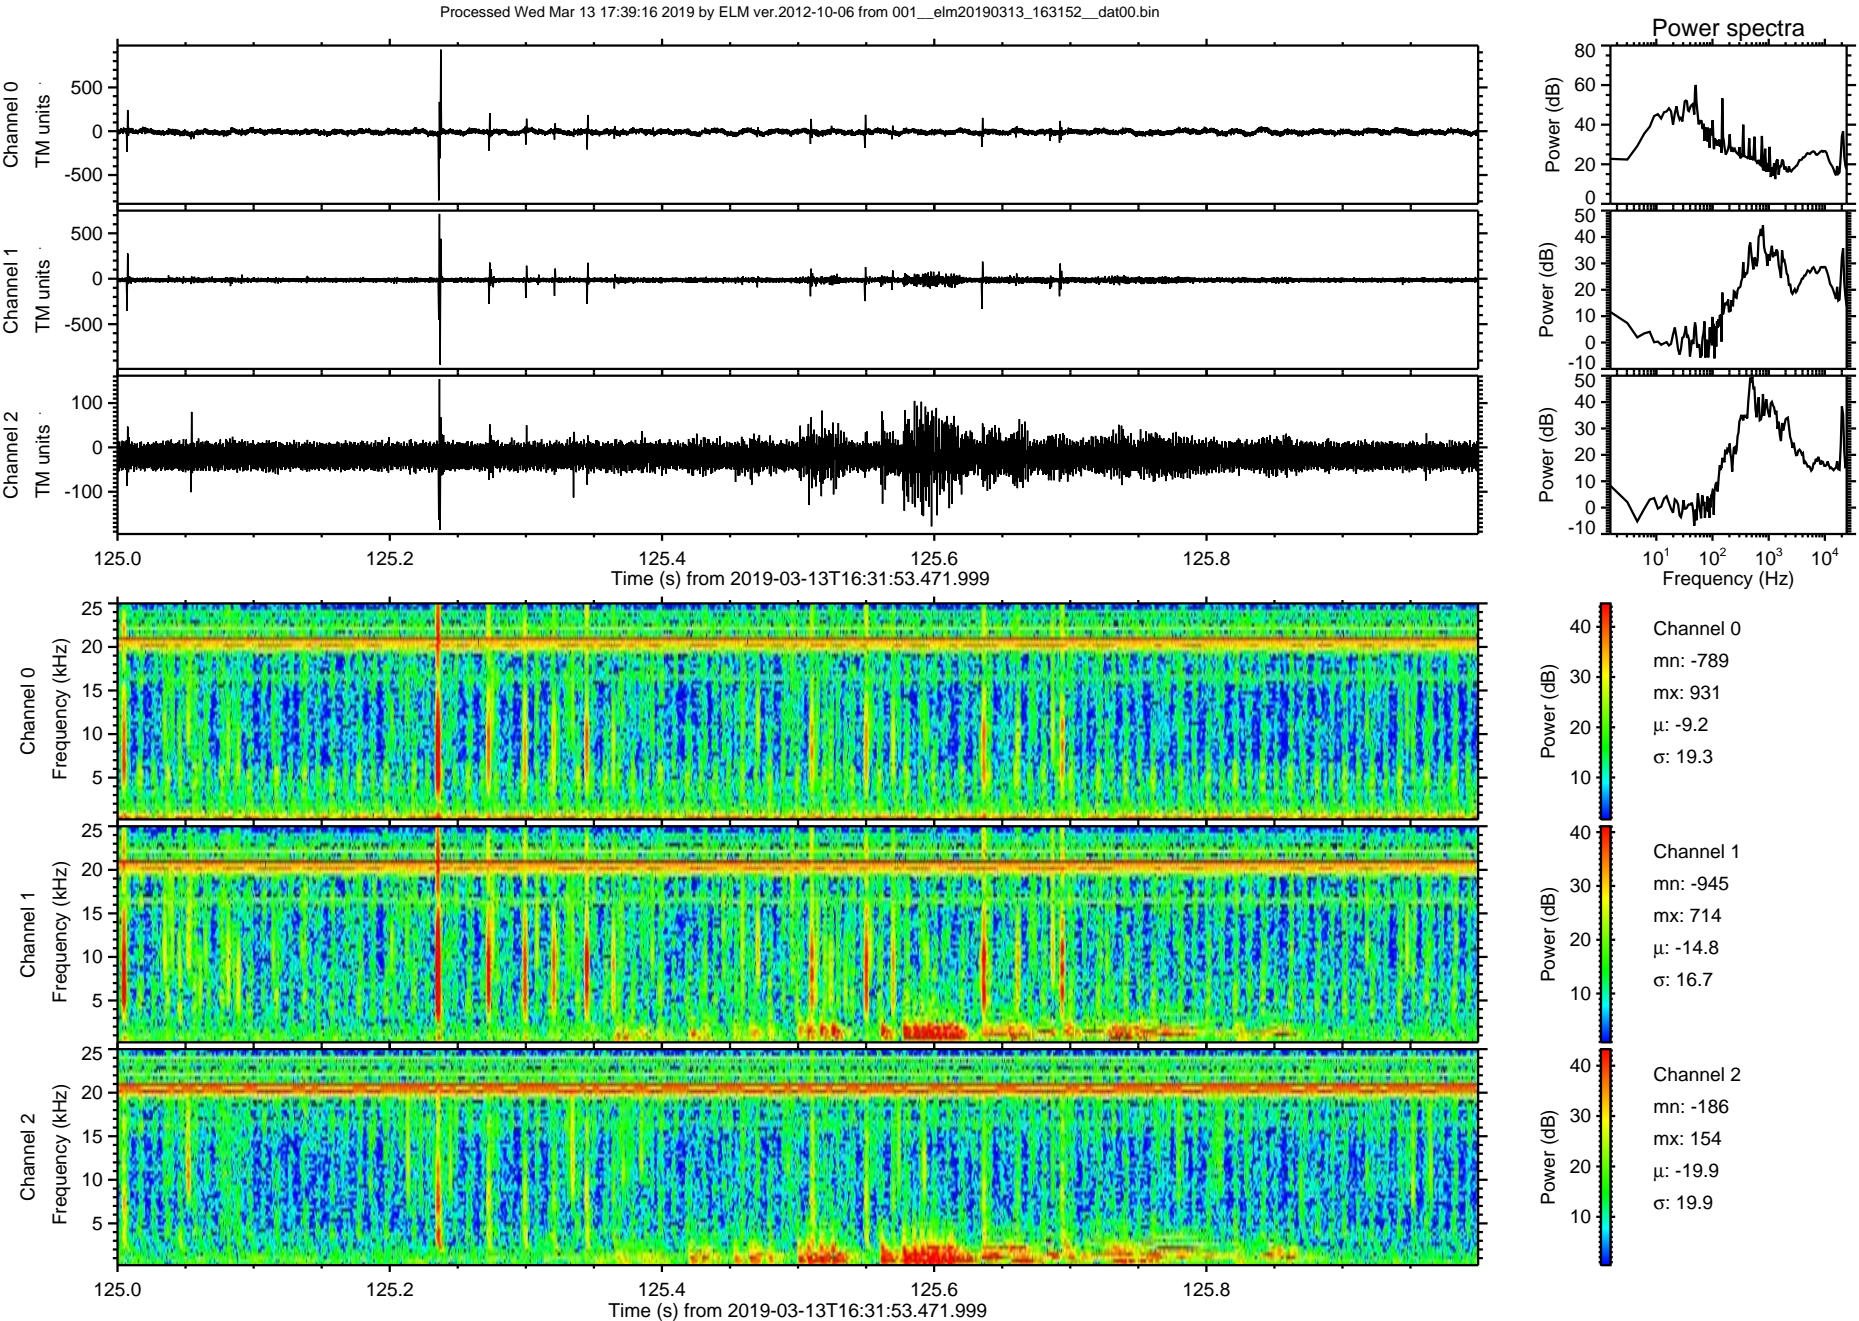 Processed Wed Mar 13 17:39:16 2019 by ELM ver.2012-10-06 from 001__elm20190313_163152__dat00.bin
Power spectra
Channel 0
TM units
500
0
-500
Power (dB)
80
60
40
20
0
Channel 1
TM units
500
0
-500
Power (dB)
50
40
30
20
10
0
-10
Channel 2
TM units
100
0
-100
Power (dB)
50
40
30
20
10
0
-10
125.0 125.2 125.4 125.6 125.8
Time (s) from 2019-03-13T16:31:53.471.999
10^1 10^2 10^3 10^4
Frequency (Hz)
Channel 0
Frequency (kHz)
25
20
15
10
5
Power (dB)
40
30
20
10
Channel 0
mn: -789
mx: 931
μ: -9.2
σ: 19.3
Channel 1
Frequency (kHz)
25
20
15
10
5
Power (dB)
40
30
20
10
Channel 1
mn: -945
mx: 714
μ: -14.8
σ: 16.7
Channel 2
Frequency (kHz)
25
20
15
10
5
Power (dB)
40
30
20
10
Channel 2
mn: -186
mx: 154
μ: -19.9
σ: 19.9
125.0 125.2 125.4 125.6 125.8
Time (s) from 2019-03-13T16:31:53.471.999